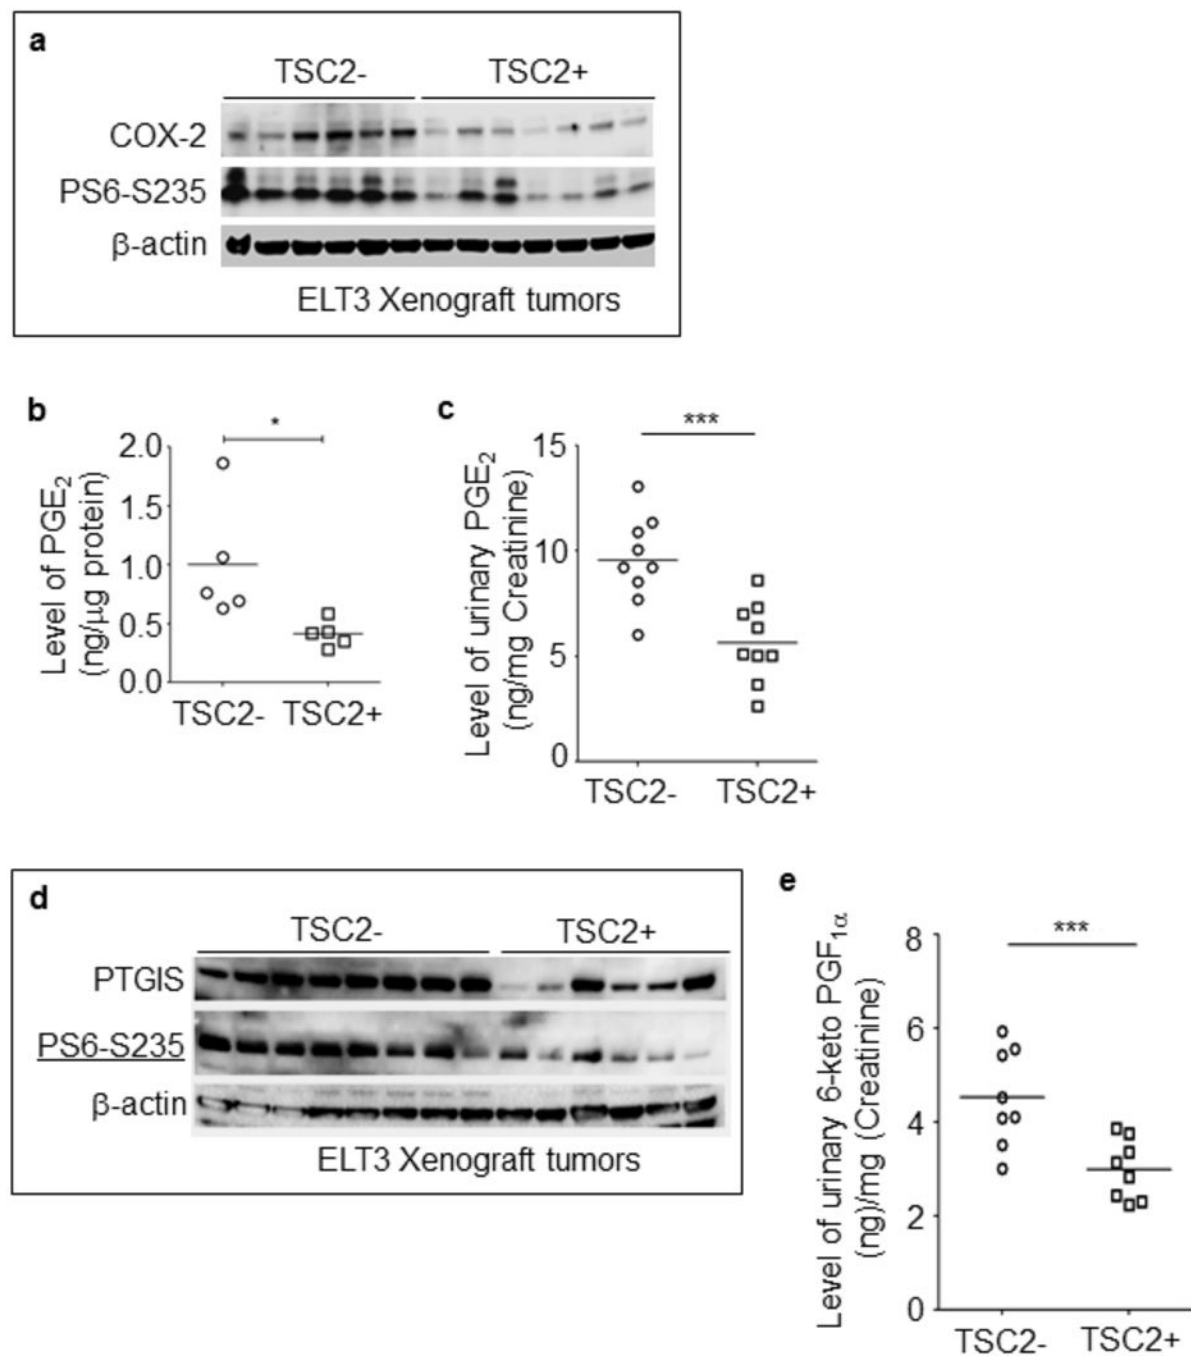 a
TSC2- TSC2+
COX-2
PS6-S235
β-actin
ELT3 Xenograft tumors
b
*
Level of PGE₂
(ng/µg protein)
2.0
1.5
1.0
0.5
0.0
TSC2- TSC2+
c
***
Level of urinary PGE₂
(ng/mg Creatinine)
15
10
5
0
TSC2- TSC2+
d
TSC2- TSC2+
PTGIS
PS6-S235
β-actin
ELT3 Xenograft tumors
e
***
Level of urinary 6-keto PGF₁α
(ng)/mg (Creatinine)
8
6
4
2
0
TSC2- TSC2+